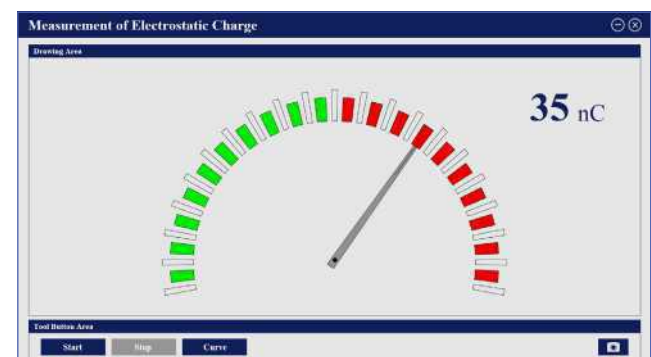 Measurement of Electrostatic Charge
Drawing Area
35 nC
Tool Button Area
Start Stop Curve